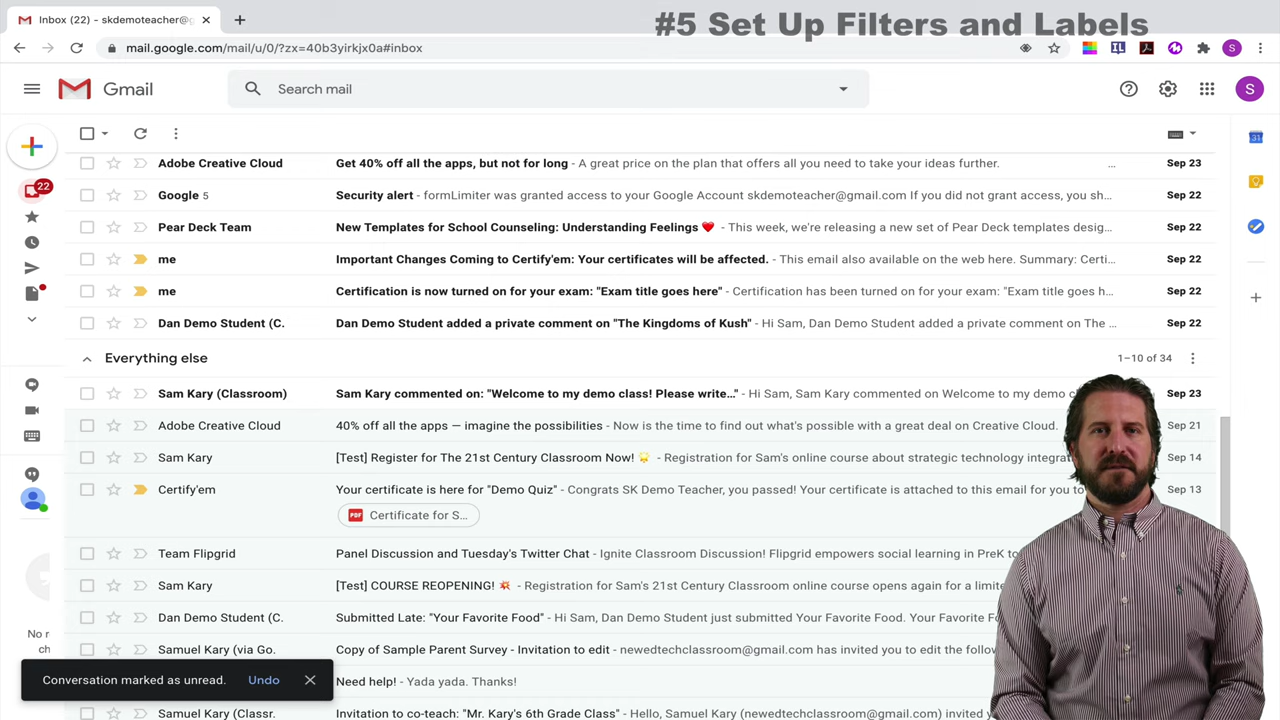 #5 Set Up Filters and Labels
Inbox (22) - skdemoteacher@g
mail.google.com/mail/u/0/?zx=40b3yirkjx0a#inbox
S
Gmail
Search mail
S
22
31
Adobe Creative Cloud Get 40% off all the apps, but not for long - A great price on the plan that offers all you need to take your ideas further. ... Sep 23
Google 5 Security alert - formLimiter was granted access to your Google Account skdemoteacher@gmail.com If you did not grant access, you sh... Sep 22
Pear Deck Team New Templates for School Counseling: Understanding Feelings ❤️ - This week, we're releasing a new set of Pear Deck templates desig... Sep 22
me Important Changes Coming to Certify'em: Your certificates will be affected. - This email also available on the web here. Summary: Certi... Sep 22
me Certification is now turned on for your exam: "Exam title goes here" - Certification has been turned on for your exam: "Exam title goes h... Sep 22
Dan Demo Student (C. Dan Demo Student added a private comment on "The Kingdoms of Kush" - Hi Sam, Dan Demo Student added a private comment on "The ... Sep 22
Everything else 1–10 of 34
Sam Kary (Classroom) Sam Kary commented on: "Welcome to my demo class! Please write…" - Hi Sam, Sam Kary commented on Welcome to my demo c Sep 23
Adobe Creative Cloud 40% off all the apps — imagine the possibilities - Now is the time to find out what's possible with a great deal on Creative Cloud. Sep 21
Sam Kary [Test] Register for The 21st Century Classroom Now! 🌟 - Registration for Sam's online course about strategic technology integrat Sep 14
Certify'em Your certificate is here for "Demo Quiz" - Congrats SK Demo Teacher, you passed! Your certificate is attached to this email for you to Sep 13
PDF Certificate for S...
Team Flipgrid Panel Discussion and Tuesday's Twitter Chat - Ignite Classroom Discussion! Flipgrid empowers social learning in PreK to
Sam Kary [Test] COURSE REOPENING! 💥 - Registration for Sam's 21st Century Classroom online course opens again for a limite
Dan Demo Student (C. Submitted Late: "Your Favorite Food" - Hi Sam, Dan Demo Student just submitted Your Favorite Food. Your Favorite F
Samuel Kary (via Go. Copy of Sample Parent Survey - Invitation to edit - newedtechclassroom@gmail.com has invited you to edit the follow
Need help! - Yada yada. Thanks!
Samuel Kary (Classr. Invitation to co-teach: "Mr. Kary's 6th Grade Class" - Hello, Samuel Kary (newedtechclassroom@gmail.com) invited y
No r
ch
Conversation marked as unread. Undo